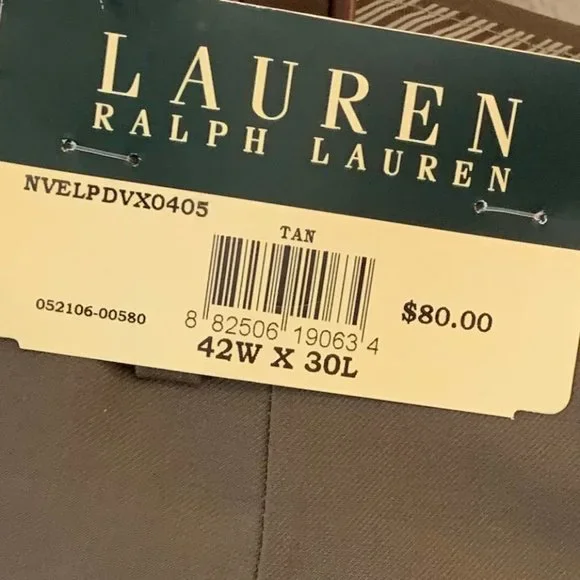 LAUREN
RALPH LAUREN
NVELPDVX0405
TAN
052106-00580
8 82506 19063 4
$80.00
42W X 30L